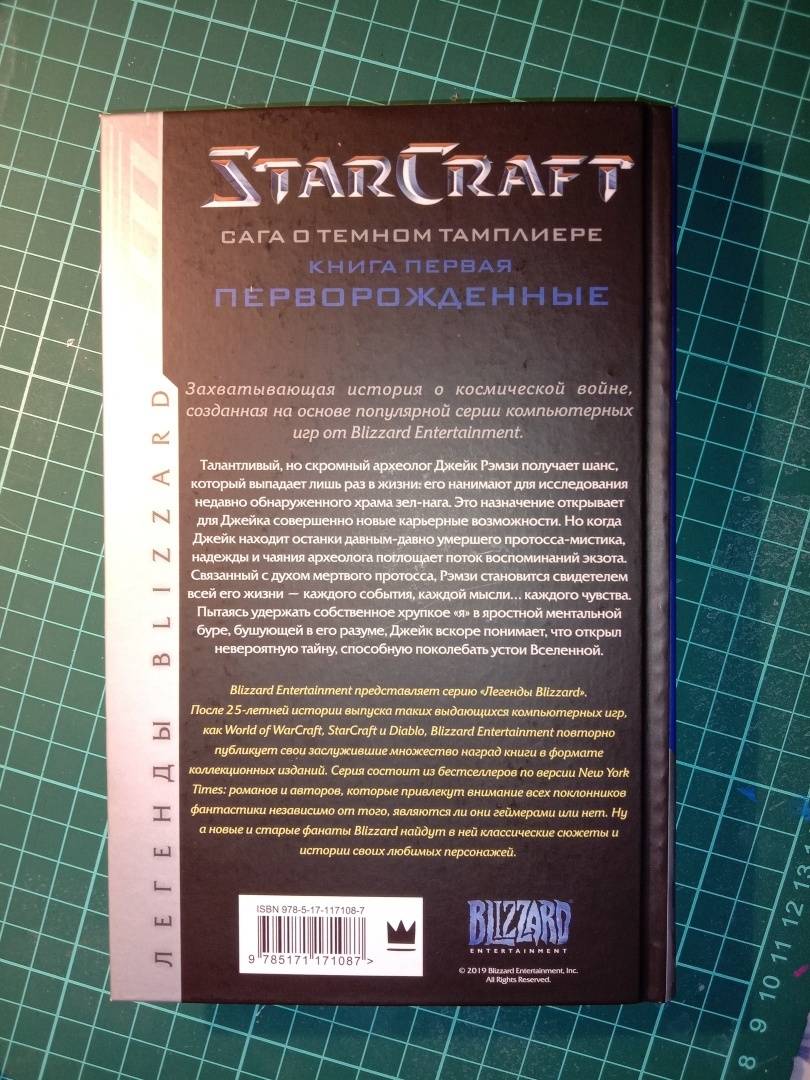 STARCRAFT
САГА О ТЕМНОМ ТАМПЛИЕРЕ
КНИГА ПЕРВАЯ
ПЕРВОРОЖДЕННЫЕ
Захватывающая история о космической войне,
созданная на основе популярной серии компьютерных
игр от Blizzard Entertainment.
Талантливый, но скромный археолог Джейк Рэмзи получает шанс,
который выпадает лишь раз в жизни: его нанимают для исследования
недавно обнаруженного храма зел-нага. Это назначение открывает
для Джейка совершенно новые карьерные возможности. Но когда
Джейк находит останки давным-давно умершего протосса-мистика,
надежды и чаяния археолога поглощает поток воспоминаний экзота.
Связанный с духом мертвого протосса, Рэмзи становится свидетелем
всей его жизни — каждого события, каждой мысли... каждого чувства.
Пытаясь удержать собственное хрупкое «я» в яростной ментальной
буре, бушующей в его разуме, Джейк вскоре понимает, что открыл
невероятную тайну, способную поколебать устои Вселенной.
Blizzard Entertainment представляет серию «Легенды Blizzard».
После 25-летней истории выпуска таких выдающихся компьютерных игр,
как World of WarCraft, StarCraft и Diablo, Blizzard Entertainment повторно
публикует свои заслужившие множество наград книги в формате
коллекционных изданий. Серия состоит из бестселлеров по версии New York
Times: романов и авторов, которые привлекут внимание всех поклонников
фантастики независимо от того, являются ли они геймерами или нет. Ну
а новые и старые фанаты Blizzard найдут в ней классические сюжеты и
истории своих любимых персонажей.
ЛЕГЕНДЫ BLIZZARD
ISBN 978-5-17-117108-7
9 785171 171087 >
BLIZZARD
ENTERTAINMENT
© 2019 Blizzard Entertainment, Inc.
All Rights Reserved.
8 9 10 11 12 13